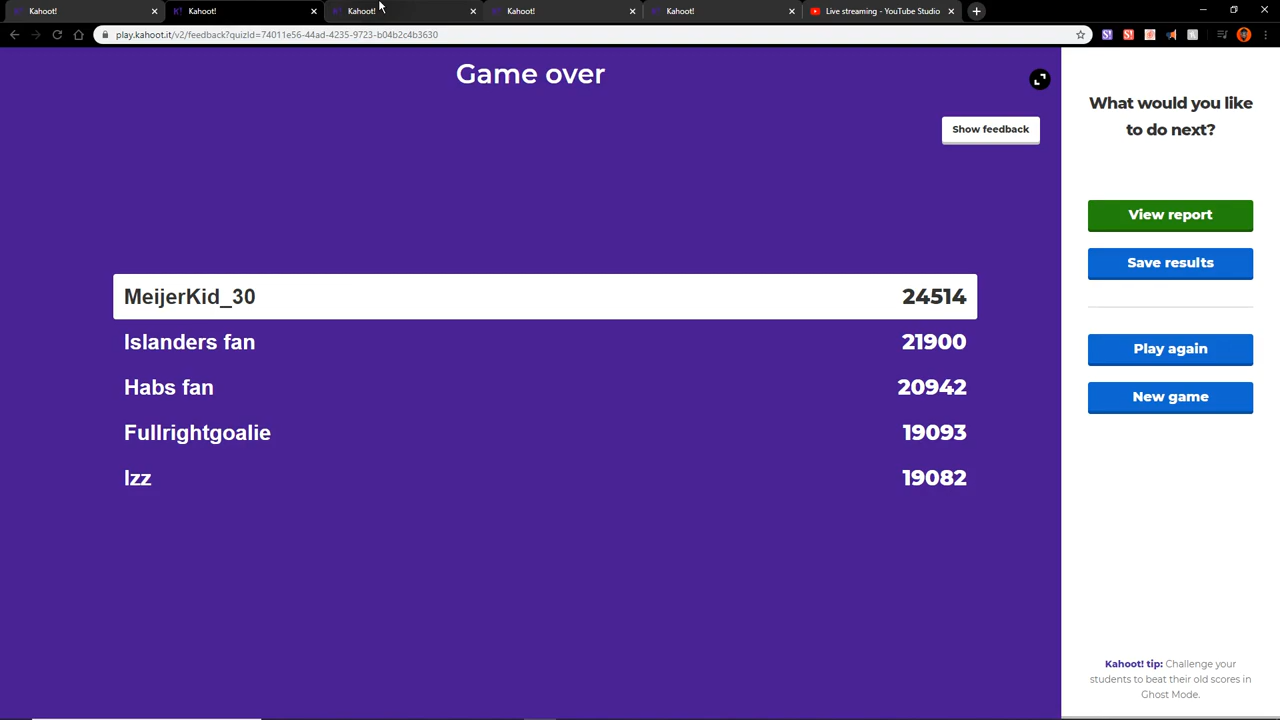 Kahoot!
Kahoot!
Kahoot!
Kahoot!
Kahoot!
Live streaming - YouTube Studio
play.kahoot.it/v2/feedback?quizId=74011e56-44ad-4235-9723-b04b2c4b3630
Game over
Show feedback
MeijerKid_30 24514
Islanders fan 21900
Habs fan 20942
Fullrightgoalie 19093
Izz 19082
What would you like
to do next?
View report
Save results
Play again
New game
Kahoot! tip: Challenge your
students to beat their old scores in
Ghost Mode.